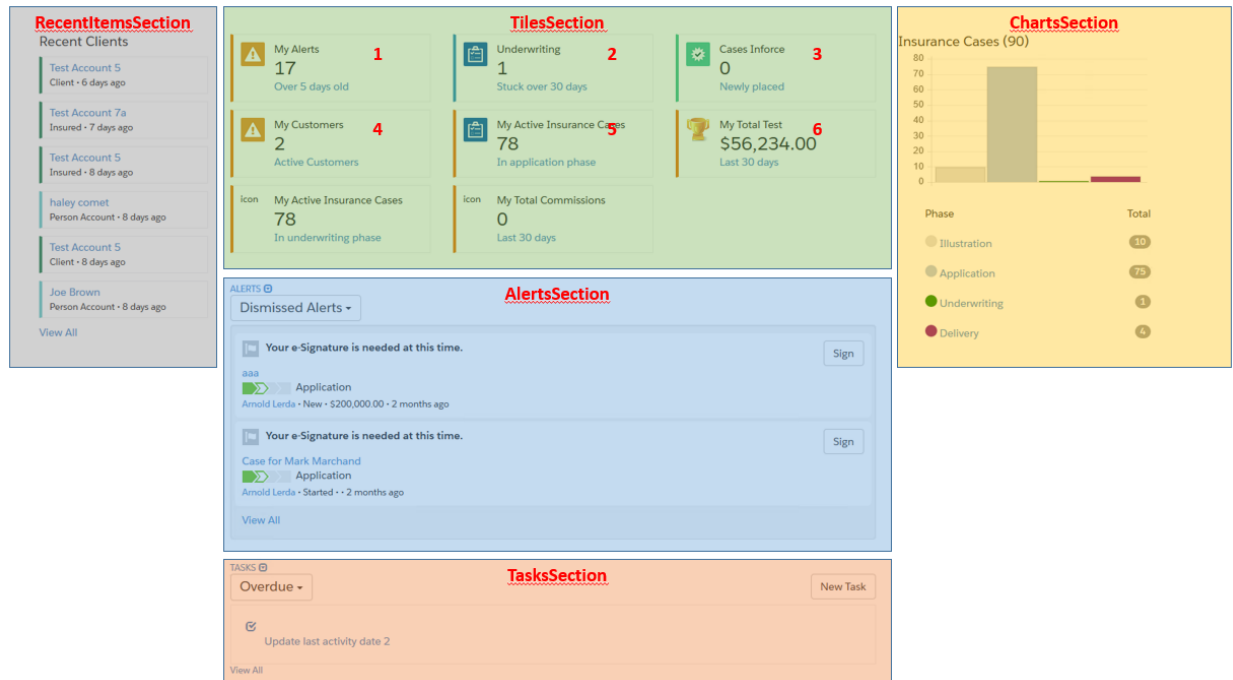 RecentItemsSection
Recent Clients
Test Account 5
Client • 6 days ago
Test Account 7a
Insured • 7 days ago
Test Account 5
Insured • 8 days ago
haley comet
Person Account • 8 days ago
Test Account 5
Client • 8 days ago
Joe Brown
Person Account • 8 days ago
View All
TilesSection
My Alerts
1
17
Over 5 days old
Underwriting
2
1
Stuck over 30 days
Cases Inforce
3
0
Newly placed
My Customers
4
2
Active Customers
My Active Insurance Cases
5
78
In application phase
My Total Test
6
$56,234.00
Last 30 days
icon
My Active Insurance Cases
78
In underwriting phase
icon
My Total Commissions
0
Last 30 days
ALERTS
AlertsSection
Dismissed Alerts
Your e-Signature is needed at this time.
Sign
aaa
Application
Arnold Lerda • New • $200,000.00 • 2 months ago
Your e-Signature is needed at this time.
Sign
Case for Mark Marchand
Application
Arnold Lerda • Started • • 2 months ago
View All
TASKS
TasksSection
Overdue
New Task
Update last activity date 2
View All
ChartsSection
Insurance Cases (90)
80
70
60
50
40
30
20
10
0
Phase Total
Illustration 10
Application 75
Underwriting 1
Delivery 4